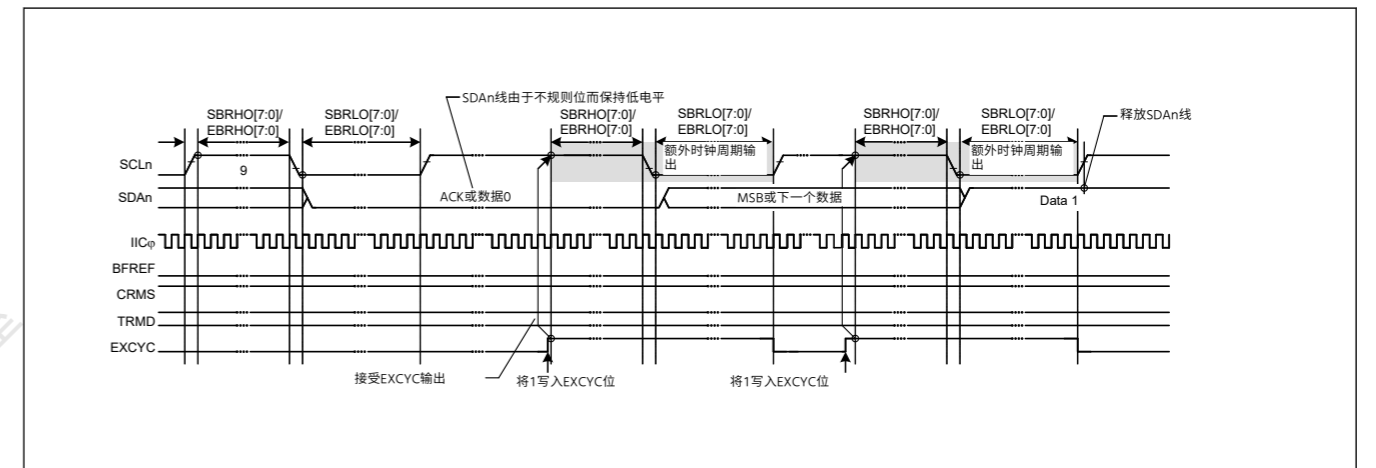 SDAn线由于不规则位而保持低电平
SBRHO[7:0]/
EBRHO[7:0]
SBRLO[7:0]/
EBRLO[7:0]
SBRHO[7:0]/
EBRHO[7:0]
SBRLO[7:0]/
EBRLO[7:0]
SBRHO[7:0]/
EBRHO[7:0]
SBRLO[7:0]/
EBRLO[7:0]
释放SDAn线
额外时钟周期输
出
额外时钟周期输
出
SCLn
9
SDAn
ACK或数据0
MSB或下一个数据
Data 1
IICφ
BFREF
CRMS
TRMD
EXCYC
接受EXCYC输出
将1写入EXCYC位
将1写入EXCYC位